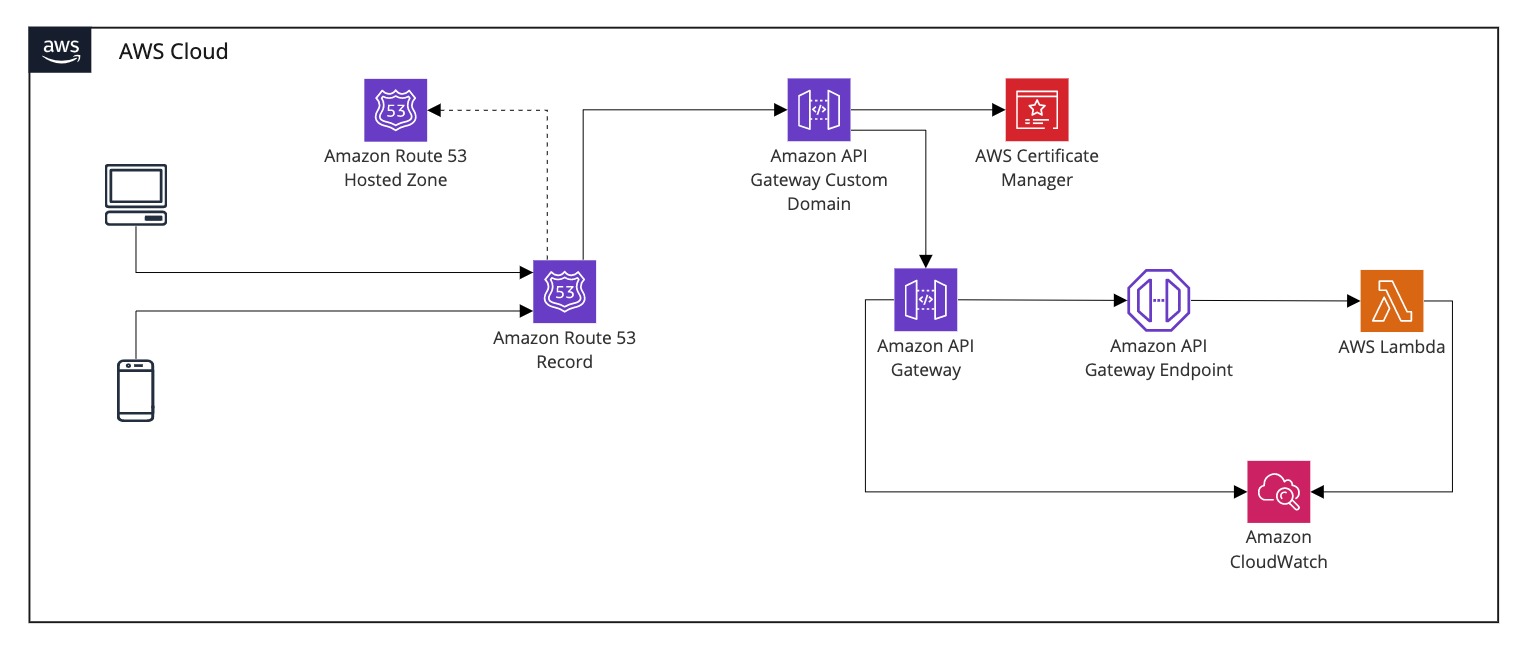 aws
AWS Cloud
53
Amazon Route 53
Hosted Zone
</>
Amazon API
Gateway Custom
Domain
AWS Certificate
Manager
53
Amazon Route 53
Record
</>
Amazon API
Gateway
Amazon API
Gateway Endpoint
AWS Lambda
Amazon
CloudWatch